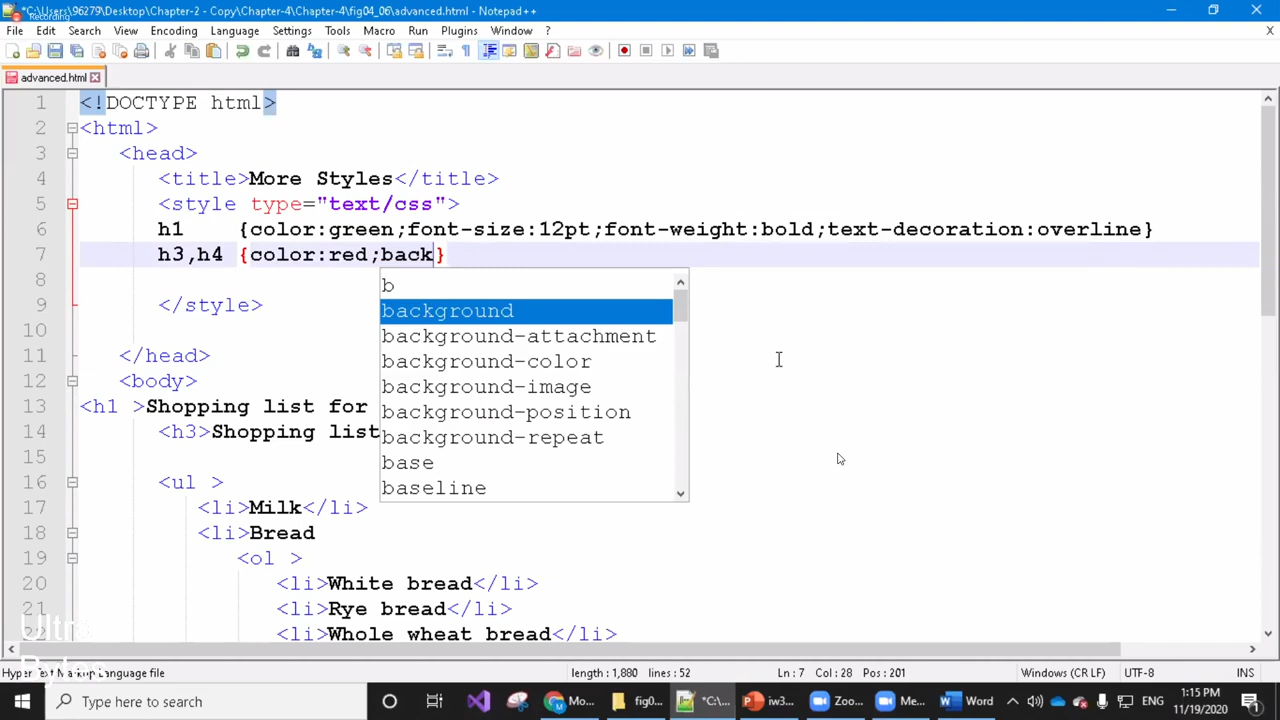 *C:\Users\96279\Desktop\Chapter-2 - Copy\Chapter-4\Chapter-4\fig04_06\advanced.html - Notepad++
Recording
File Edit Search View Encoding Language Settings Tools Macro Run Plugins Window ? X
advanced.html
1 <!DOCTYPE html>
2 <html>
3 <head>
4 <title>More Styles</title>
5 <style type="text/css">
6 h1 {color:green;font-size:12pt;font-weight:bold;text-decoration:overline}
7 h3,h4 {color:red;back}
8 b
9 </style> background
10 background-attachment
11 </head> background-color
12 <body> background-image
13 <h1 >Shopping list for background-position
14 <h3>Shopping list background-repeat
15 base
16 <ul > baseline
17 <li>Milk</li>
18 <li>Bread
19 <ol >
20 <li>White bread</li>
21 <li>Rye bread</li>
<li>Whole wheat bread</li>
Ultra
Bytes
Hyper Text Markup Language file length : 1,880 lines : 52 Ln : 7 Col : 28 Pos : 201 Windows (CR LF) UTF-8 INS
Type here to search Mo... fig0... *C:\... iw3... Zoo... Me... Word ENG 1:15 PM
11/19/2020